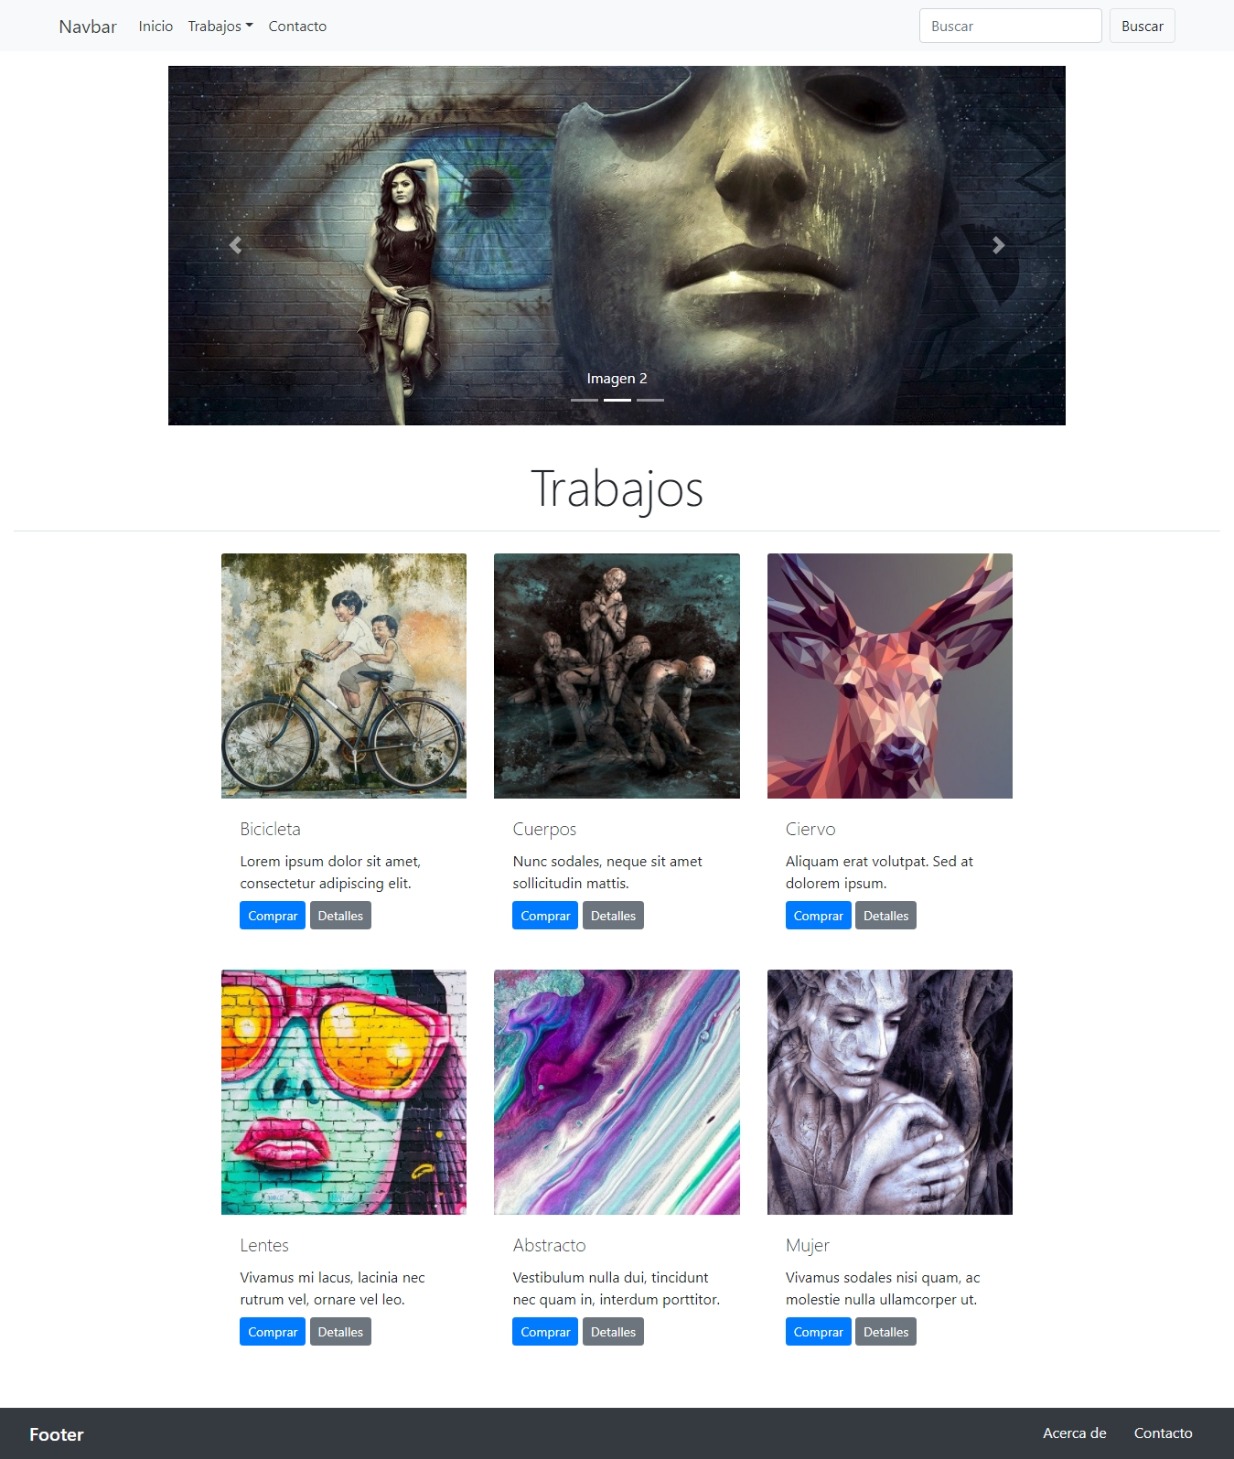 Navbar Inicio Trabajos Contacto Buscar Buscar
Imagen 2
Trabajos
Bicicleta
Lorem ipsum dolor sit amet,
consectetur adipiscing elit.
Comprar Detalles
Cuerpos
Nunc sodales, neque sit amet
sollicitudin mattis.
Comprar Detalles
Ciervo
Aliquam erat volutpat. Sed at
dolorem ipsum.
Comprar Detalles
Lentes
Vivamus mi lacus, lacinia nec
rutrum vel, ornare vel leo.
Comprar Detalles
Abstracto
Vestibulum nulla dui, tincidunt
nec quam in, interdum porttitor.
Comprar Detalles
Mujer
Vivamus sodales nisi quam, ac
molestie nulla ullamcorper ut.
Comprar Detalles
Footer Acerca de Contacto